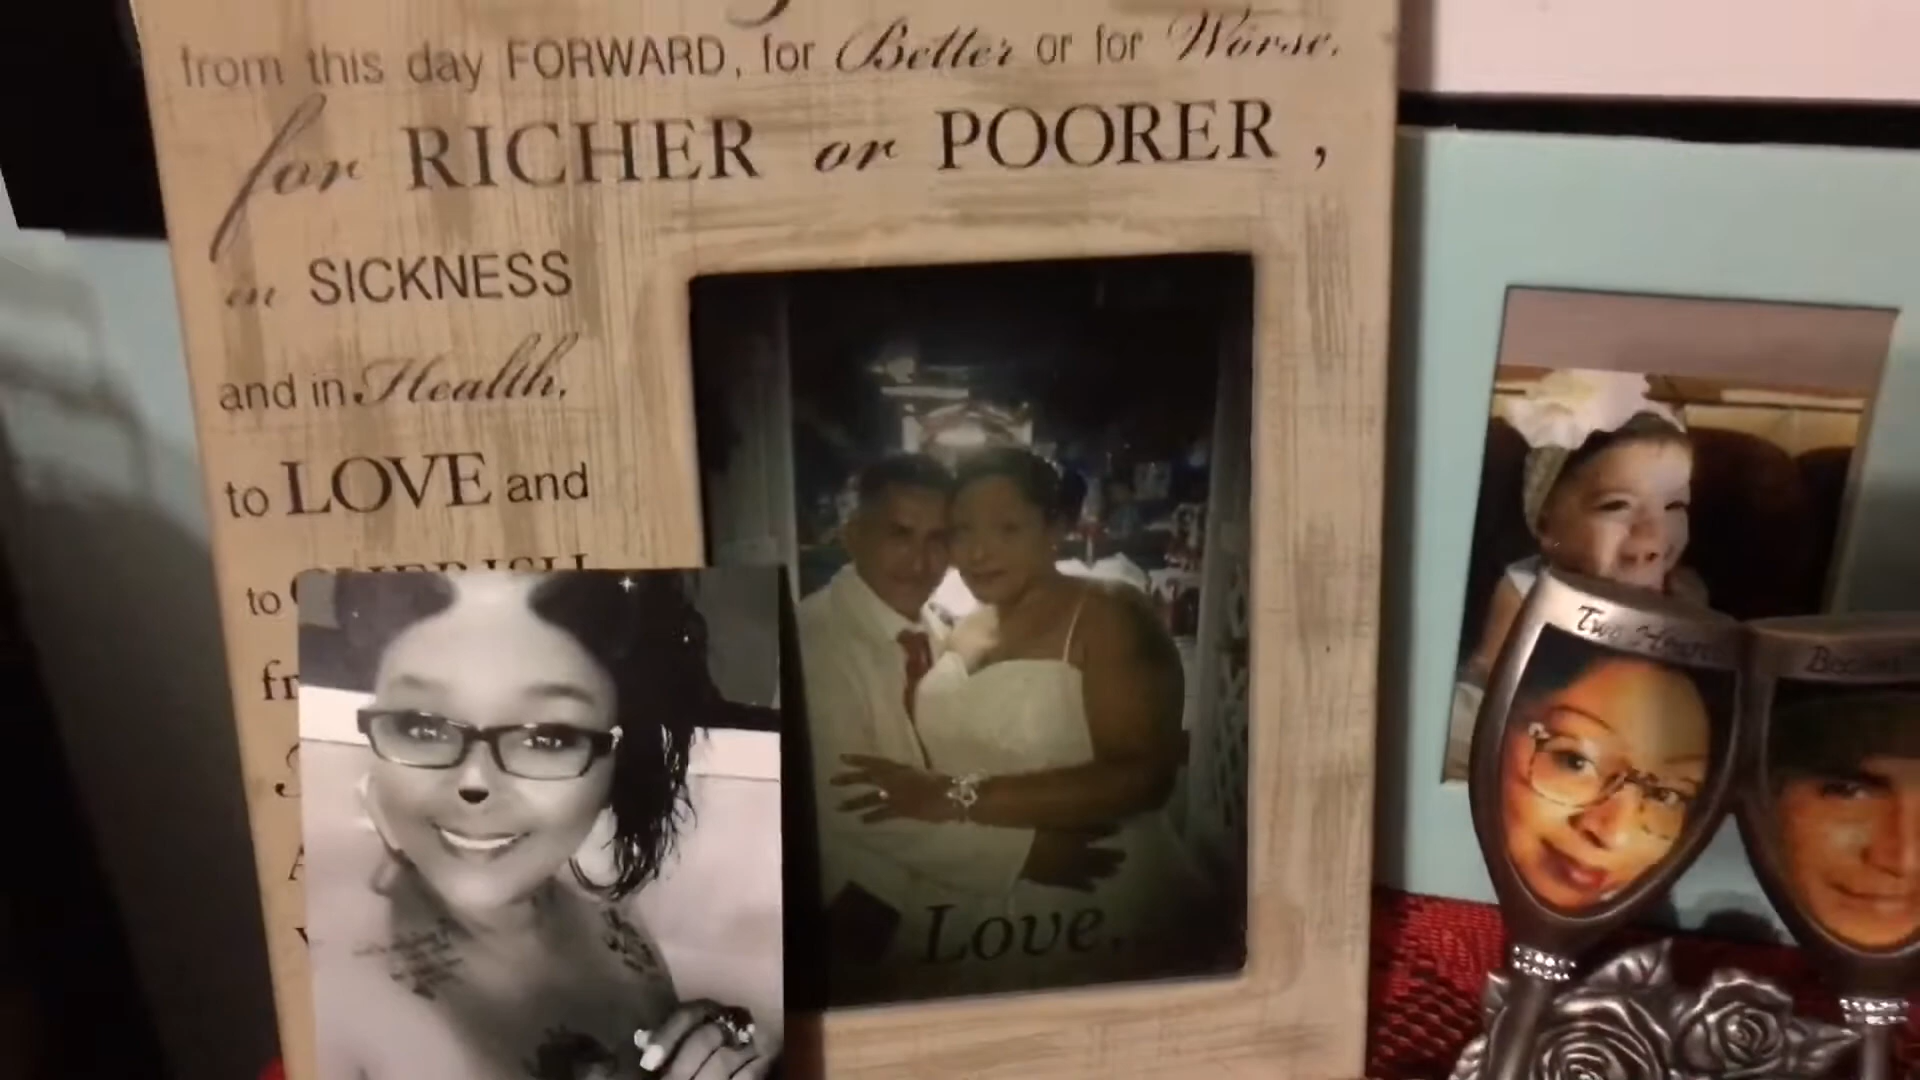 from this day FORWARD, for Better or for Worse,
for RICHER or POORER ,
in SICKNESS
and in Health,
to LOVE and
to CHERISH
Love,
Two Hearts